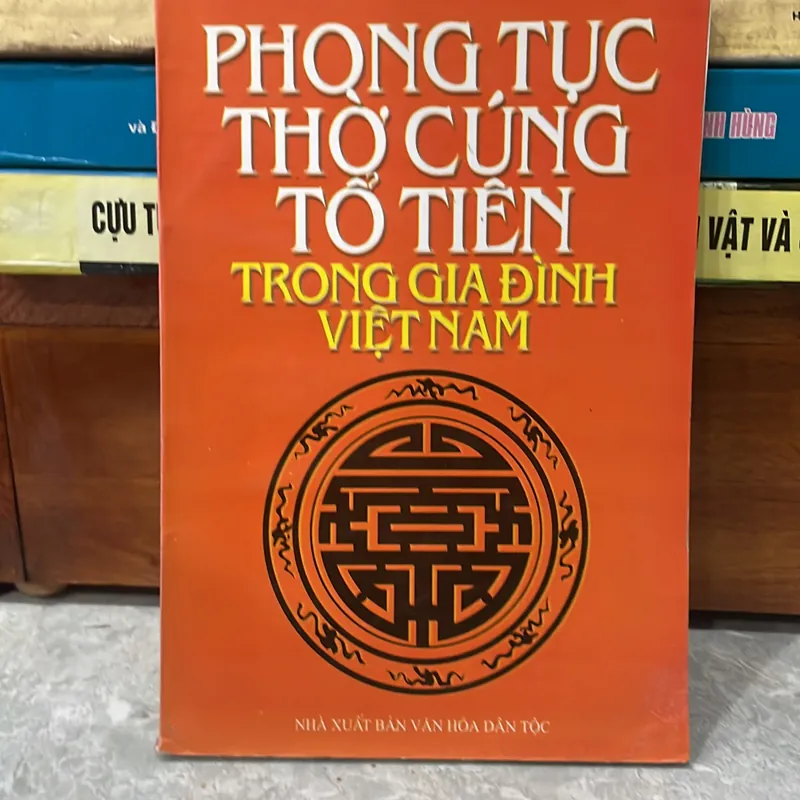 PHONG TỤC
THỜ CÚNG
TỔ TIÊN
TRONG GIA ĐÌNH
VIỆT NAM
NHÀ XUẤT BẢN VĂN HÓA DÂN TỘC
và
NH HÙNG
CỰU
VẬT VÀ